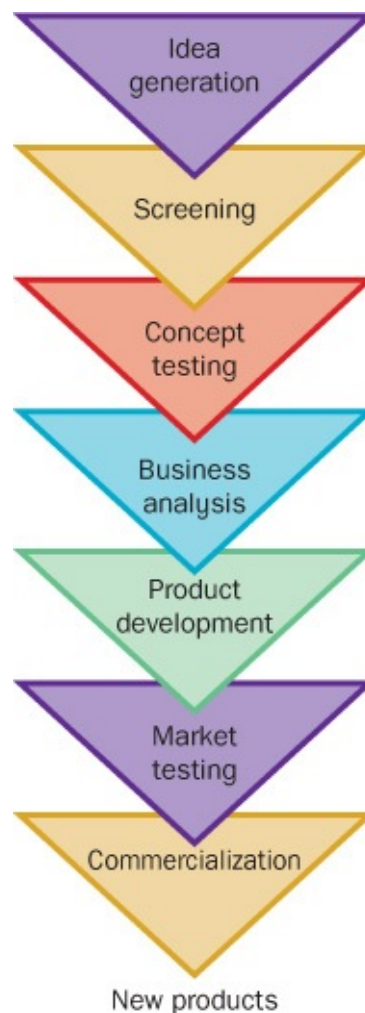 Idea
generation
Screening
Concept
testing
Business
analysis
Product
development
Market
testing
Commercialization
New products